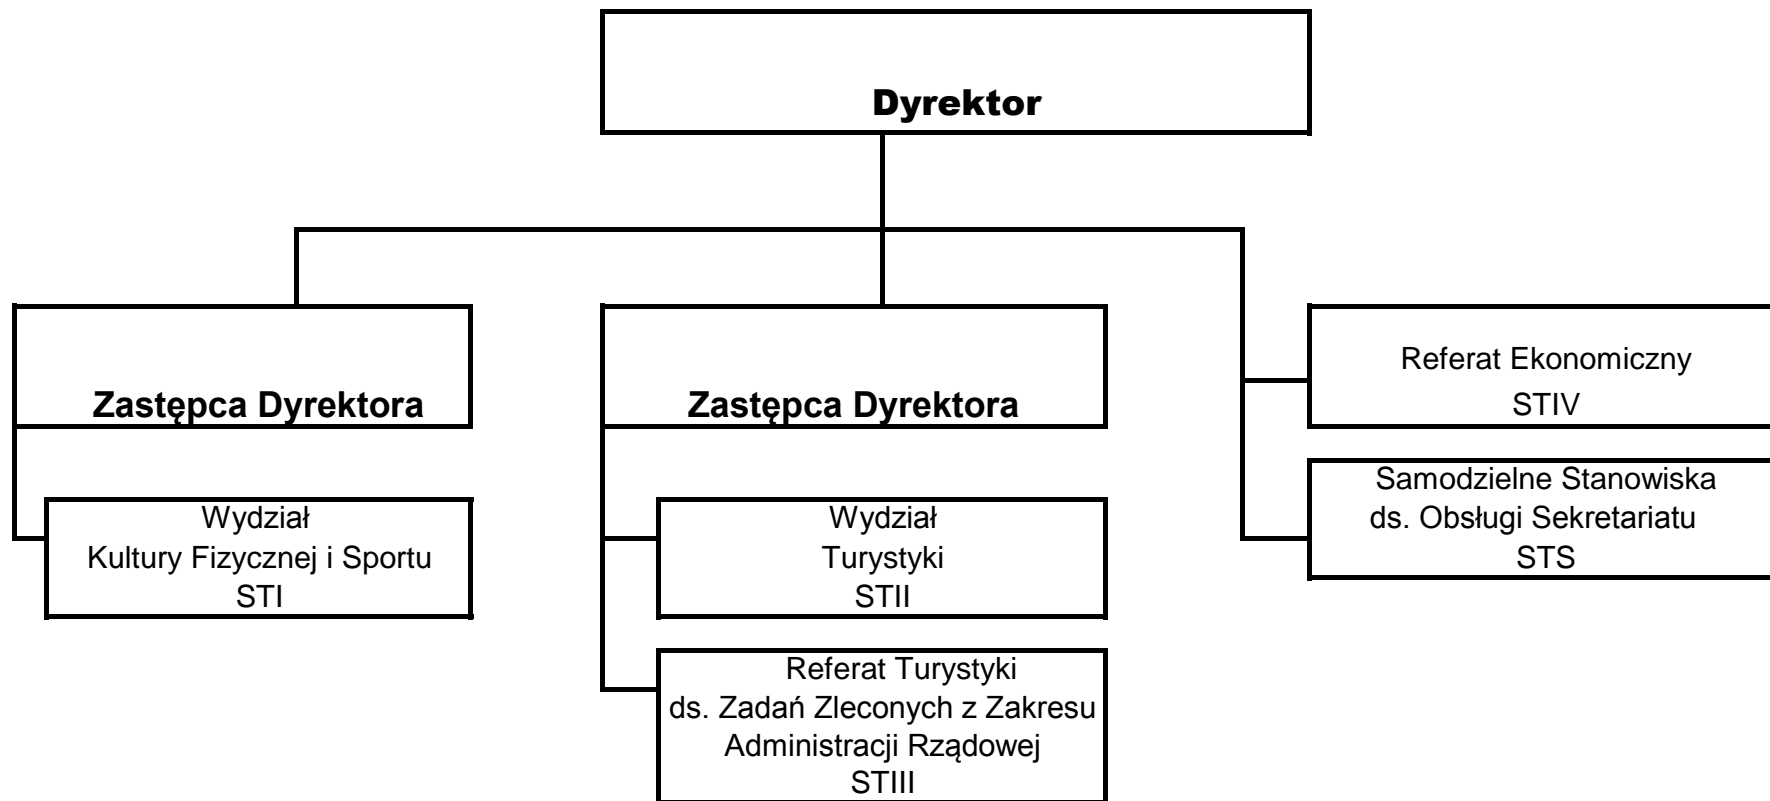 Dyrektor
Zastępca Dyrektora
Wydział
Kultury Fizycznej i Sportu
STI
Zastępca Dyrektora
Wydział
Turystyki
STII
Referat Turystyki
ds. Zadań Zleconych z Zakresu
Administracji Rządowej
STIII
Referat Ekonomiczny
STIV
Samodzielne Stanowiska
ds. Obsługi Sekretariatu
STS